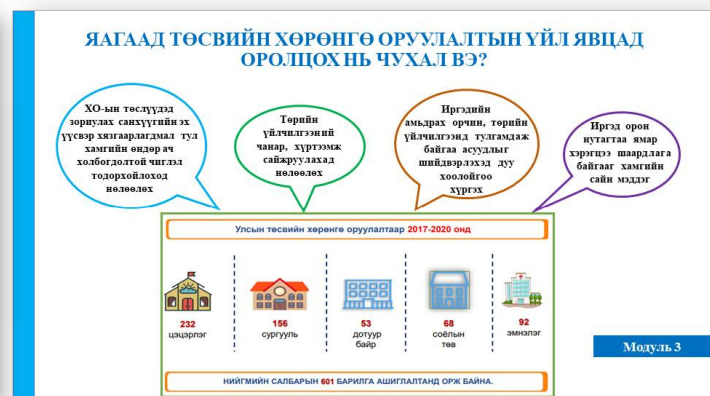 ЯАГААД ТӨСВИЙН ХӨРӨНГӨ ОРУУЛАЛТЫН ҮЙЛ ЯВЦАД
ОРОЛЦОХ НЬ ЧУХАЛ ВЭ?
ХО-ын төслүүдэд
зориулах санхүүгийн эх
үүсвэр хязгаарлагдмал тул
хамгийн өндөр ач
холбогдолтой чиглэл
тодорхойлоход
нөлөөлөх
Төрийн
үйлчилгээний
чанар, хүртээмж
сайжруулахад
нөлөөлөх
Иргэдийн
амьдрах орчин, төрийн
үйлчилгээнд тулгамдаж
байгаа асуудлыг
шийдвэрлэхэд дуу
хоолойгоо
хүргэх
Иргэд орон
нутагтаа ямар
хэрэгцээ шаардлага
байгааг хамгийн
сайн мэддэг
Улсын төсвийн хөрөнгө оруулалтаар 2017-2020 онд
232
цэцэрлэг
156
сургууль
53
дотуур
байр
68
соёлын
төв
92
эмнэлэг
НИЙГМИЙН САЛБАРЫН 601 БАРИЛГА АШИГЛАЛТАНД ОРЖ БАЙНА.
Модуль 3